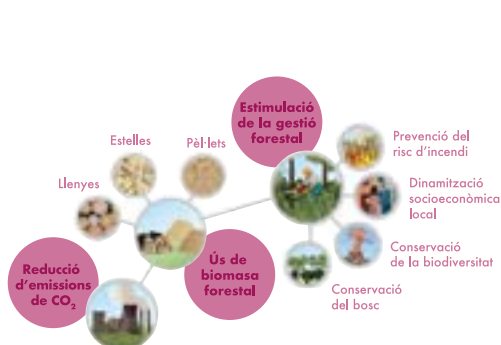 Estimulació
de la gestió
forestal
Estelles
Pèl·lets
Llenyes
Prevenció del
risc d'incendi
Dinamització
socioeconòmica
local
Conservació
de la biodiversitat
Conservació
del bosc
Ús de
biomasa
forestal
Reducció
d'emissions
de CO₂